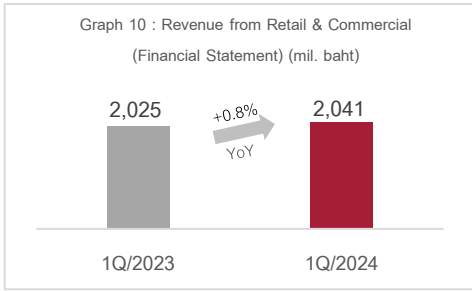 Graph 10 : Revenue from Retail & Commercial
(Financial Statement) (mil. baht)
2,025
+0.8%
YoY
2,041
1Q/2023
1Q/2024